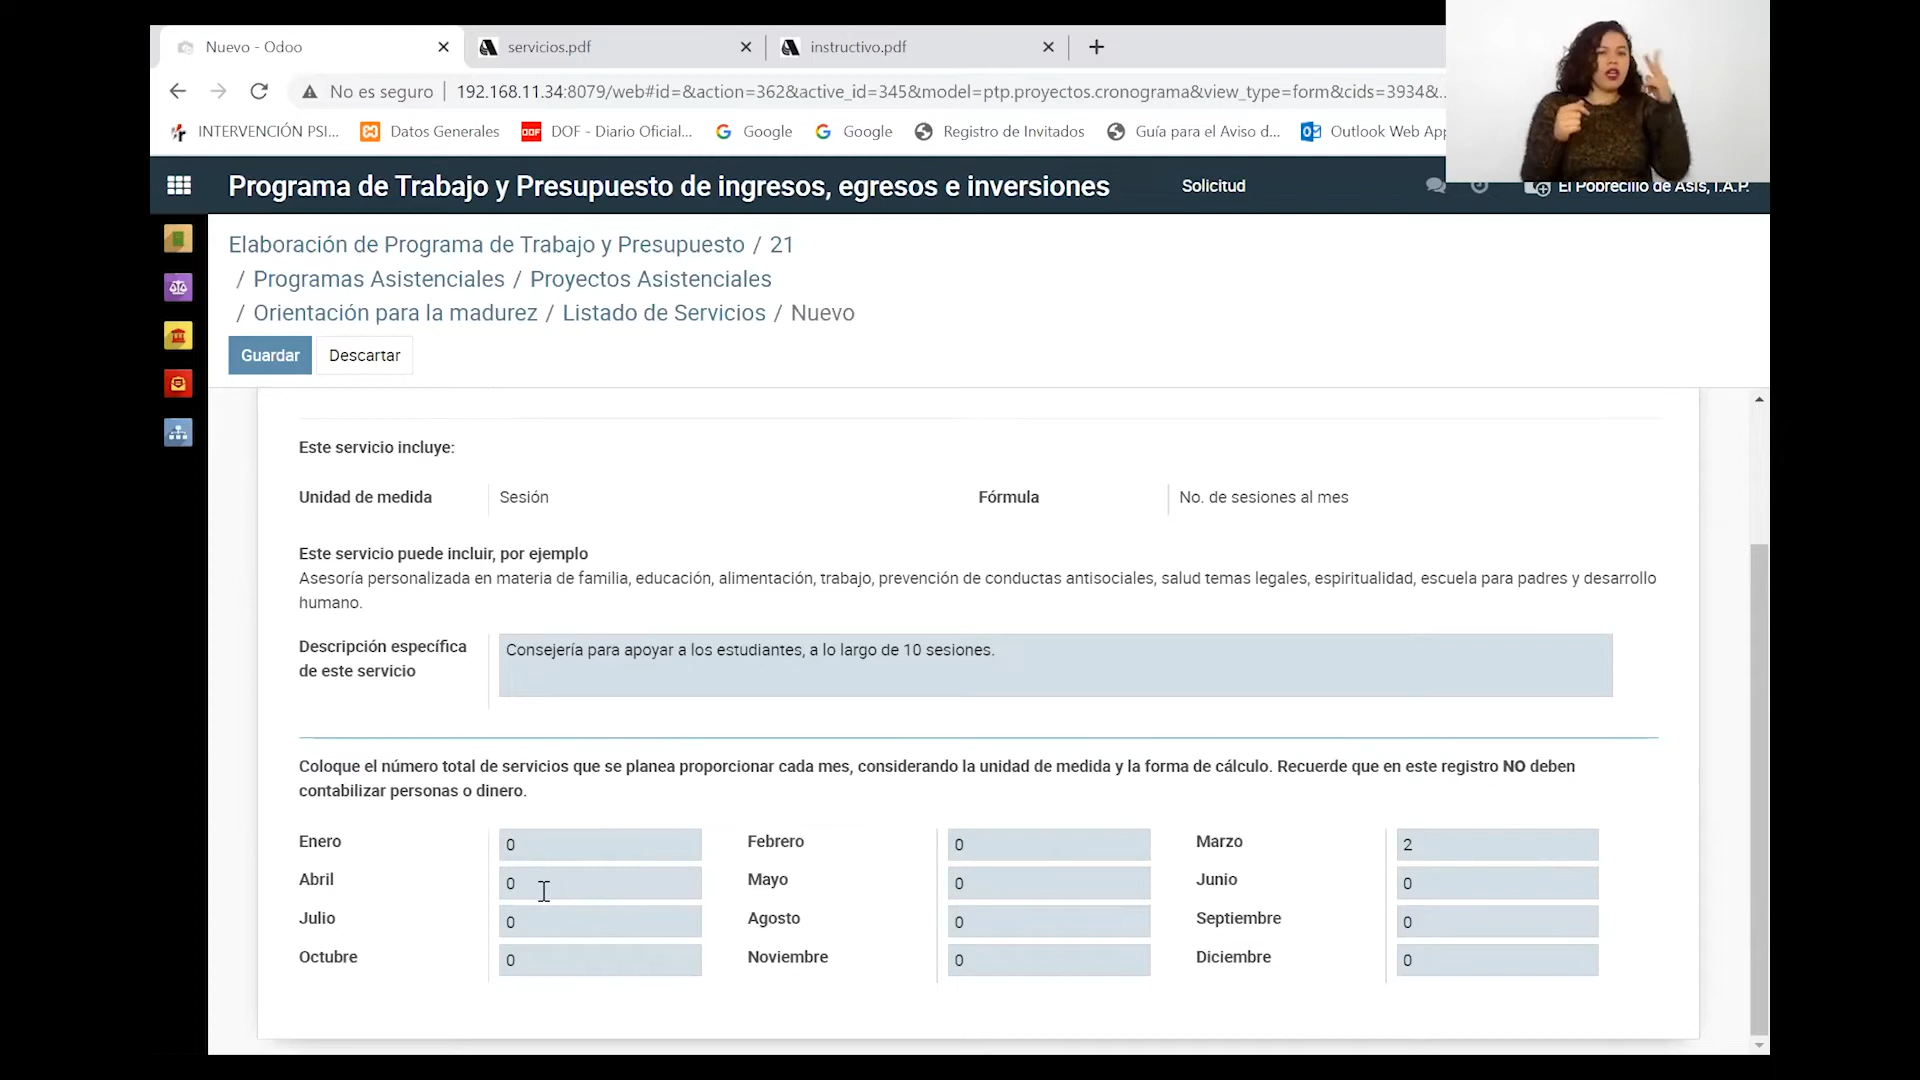 Nuevo - Odoo
servicios.pdf
instructivo.pdf
No es seguro
192.168.11.34:8079/web#id=&action=362&active_id=345&model=ptp.proyectos.cronograma&view_type=form&cids=3934&...
INTERVENCIÓN PSI...
Datos Generales
DOF - Diario Oficial...
Google
Google
Registro de Invitados
Guía para el Aviso d...
Outlook Web App
Programa de Trabajo y Presupuesto de ingresos, egresos e inversiones
Solicitud
El Pobrecillo de Asís, I.A.P.
Elaboración de Programa de Trabajo y Presupuesto / 21
/ Programas Asistenciales / Proyectos Asistenciales
/ Orientación para la madurez / Listado de Servicios / Nuevo
Guardar
Descartar
Este servicio incluye:
Unidad de medida Sesión Fórmula No. de sesiones al mes
Este servicio puede incluir, por ejemplo
Asesoría personalizada en materia de familia, educación, alimentación, trabajo, prevención de conductas antisociales, salud temas legales, espiritualidad, escuela para padres y desarrollo
humano.
Descripción específica
de este servicio
Consejería para apoyar a los estudiantes, a lo largo de 10 sesiones.
Coloque el número total de servicios que se planea proporcionar cada mes, considerando la unidad de medida y la forma de cálculo. Recuerde que en este registro NO deben
contabilizar personas o dinero.
Enero 0 Febrero 0 Marzo 2
Abril 0 Mayo 0 Junio 0
Julio 0 Agosto 0 Septiembre 0
Octubre 0 Noviembre 0 Diciembre 0